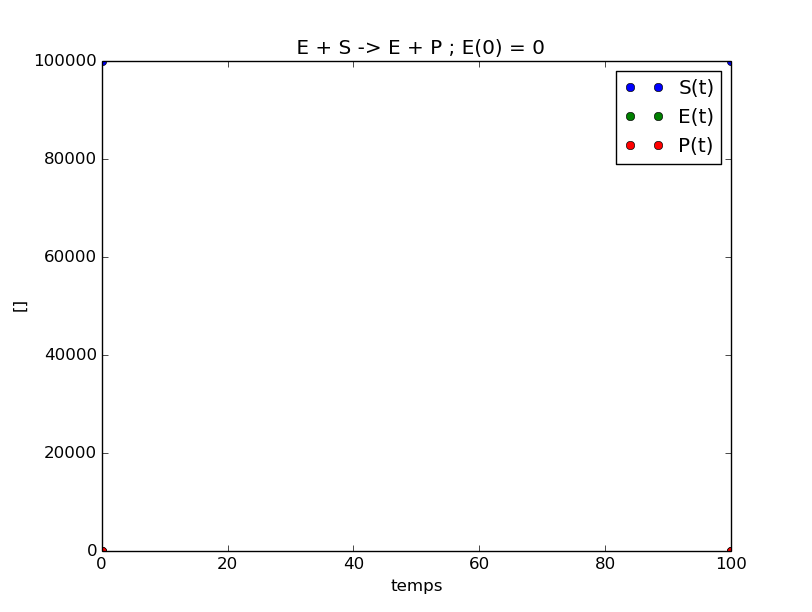 E + S -> E + P ; E(0) = 0
100000
80000
60000
40000
20000
0
[]
S(t)
E(t)
P(t)
0 20 40 60 80 100
temps